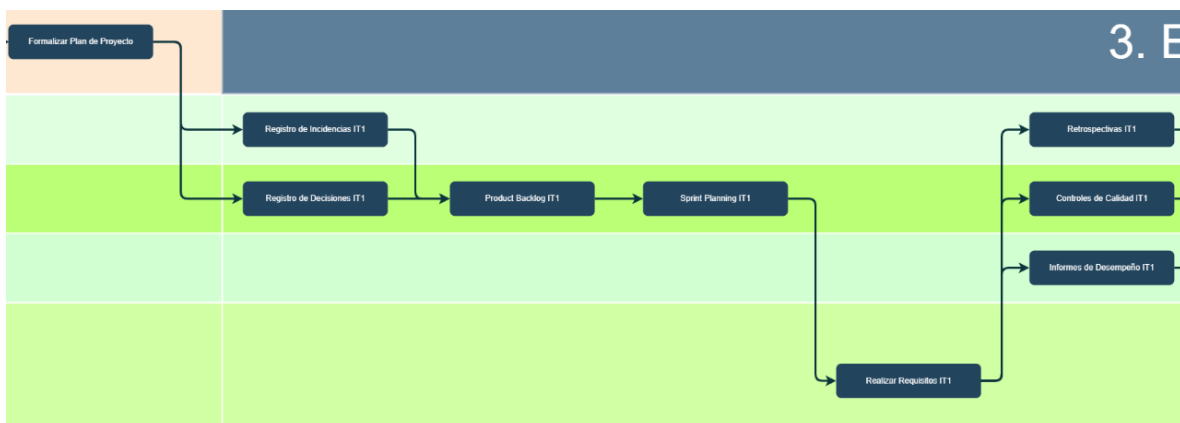 Formalizar Plan de Proyecto
3. E
Registro de Incidencias IT1
Retrospectivas IT1
Registro de Decisiones IT1
Product Backlog IT1
Sprint Planning IT1
Controles de Calidad IT1
Informes de Desempeño IT1
Realizar Requisitos IT1